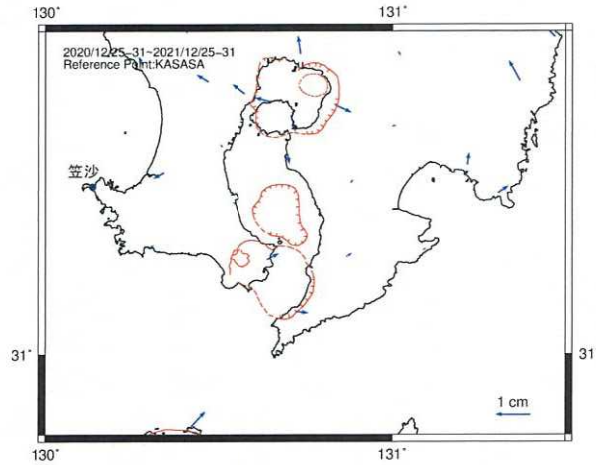 130˚
131˚
2020/12/25-31~2021/12/25-31
Reference Point:KASASA
笠沙
31˚
31
1 cm
130˚
131˚